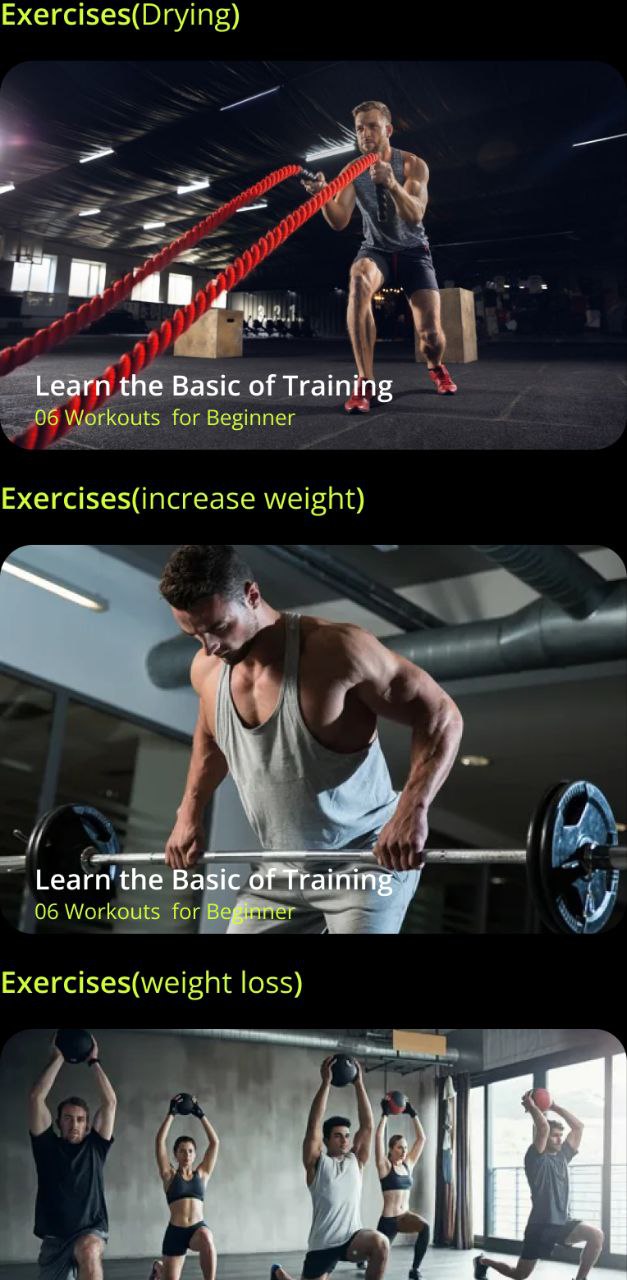 Exercises(Drying)
Learn the Basic of Training
06 Workouts  for Beginner
Exercises(increase weight)
Learn the Basic of Training
06 Workouts  for Beginner
Exercises(weight loss)